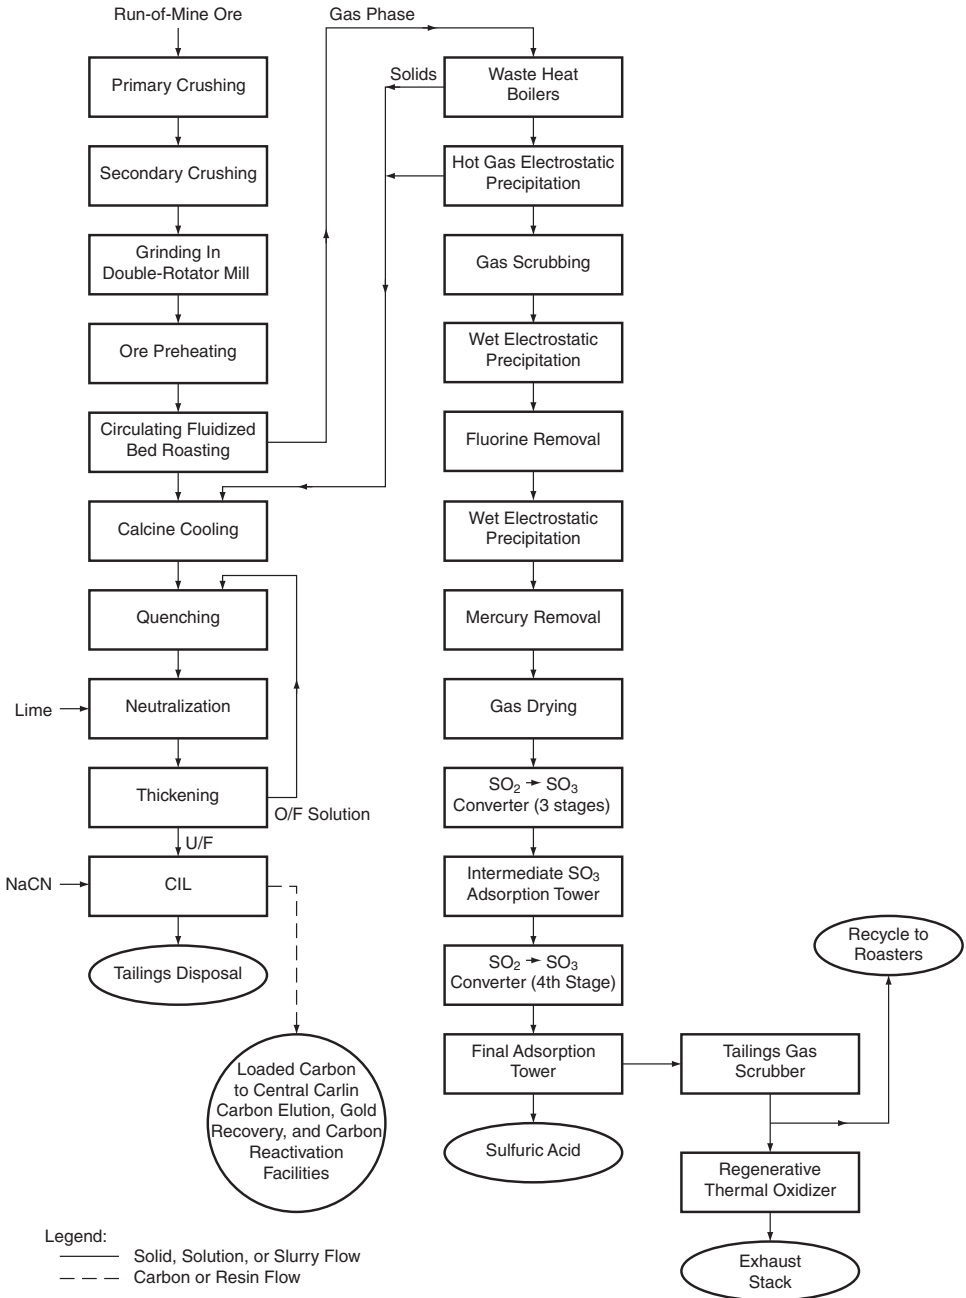 Run-of-Mine Ore
Primary Crushing
Secondary Crushing
Grinding In
Double-Rotator Mill
Ore Preheating
Circulating Fluidized
Bed Roasting
Calcine Cooling
Quenching
Lime
Neutralization
Thickening
O/F Solution
U/F
NaCN
CIL
Tailings Disposal
Loaded Carbon
to Central Carlin
Carbon Elution, Gold
Recovery, and Carbon
Reactivation
Facilities
Gas Phase
Solids
Waste Heat
Boilers
Hot Gas Electrostatic
Precipitation
Gas Scrubbing
Wet Electrostatic
Precipitation
Fluorine Removal
Wet Electrostatic
Precipitation
Mercury Removal
Gas Drying
SO₂ → SO₃
Converter (3 stages)
Intermediate SO₃
Adsorption Tower
SO₂ → SO₃
Converter (4th Stage)
Final Adsorption
Tower
Sulfuric Acid
Tailings Gas
Scrubber
Recycle to
Roasters
Regenerative
Thermal Oxidizer
Exhaust
Stack
Legend:
Solid, Solution, or Slurry Flow
Carbon or Resin Flow